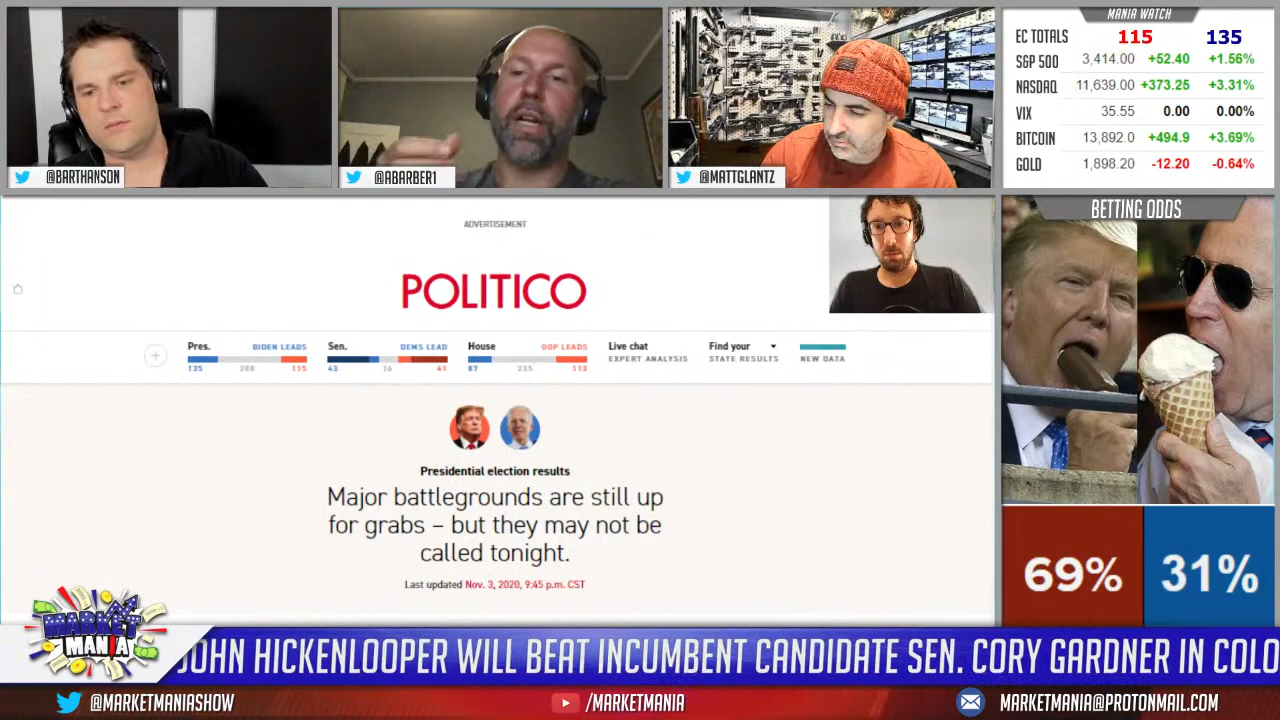 @BARTHANSON
@ABARBER1
@MATTGLANTZ
MANIA WATCH
EC TOTALS 115 135
S&P 500 3,414.00 +52.40 +1.56%
NASDAQ 11,639.00 +373.25 +3.31%
VIX 35.55 0.00 0.00%
BITCOIN 13,892.0 +494.9 +3.69%
GOLD 1,898.20 -12.20 -0.64%
BETTING ODDS
69% 31%
ADVERTISEMENT
POLITICO
Pres. BIDEN LEADS
135 288 115
Sen. DEMS LEAD
43 16 41
House GOP LEADS
87 235 113
Live chat
EXPERT ANALYSIS
Find your
STATE RESULTS
NEW DATA
Presidential election results
Major battlegrounds are still up
for grabs – but they may not be
called tonight.
Last updated Nov. 3, 2020, 9:45 p.m. CST
MARKET
MANIA
JOHN HICKENLOOPER WILL BEAT INCUMBENT CANDIDATE SEN. CORY GARDNER IN COLO
@MARKETMANIASHOW
/MARKETMANIA
MARKETMANIA@PROTONMAIL.COM